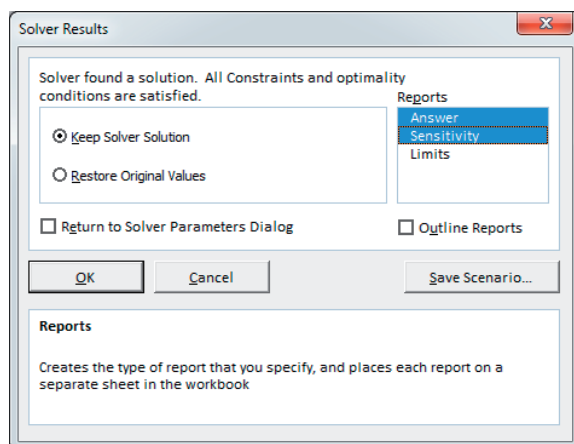 Solver Results
Solver found a solution. All Constraints and optimality
conditions are satisfied.
Reports
Keep Solver Solution
Restore Original Values
Answer
Sensitivity
Limits
Return to Solver Parameters Dialog
Outline Reports
OK
Cancel
Save Scenario...
Reports
Creates the type of report that you specify, and places each report on a
separate sheet in the workbook